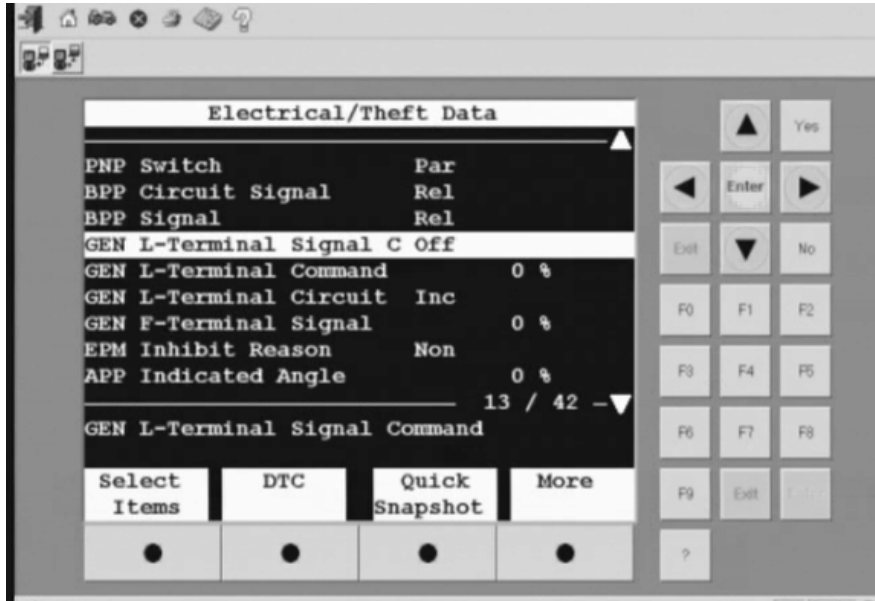 Electrical/Theft Data
PNP Switch Par
BPP Circuit Signal Rel
BPP Signal Rel
GEN L-Terminal Signal C Off
GEN L-Terminal Command 0 %
GEN L-Terminal Circuit Inc
GEN F-Terminal Signal 0 %
EPM Inhibit Reason Non
APP Indicated Angle 0 %
13 / 42
GEN L-Terminal Signal Command
Select Items
DTC
Quick Snapshot
More
Yes
Enter
Exit
No
F0 F1 F2
F3 F4 F5
F6 F7 F8
F9 Exit Enter
?